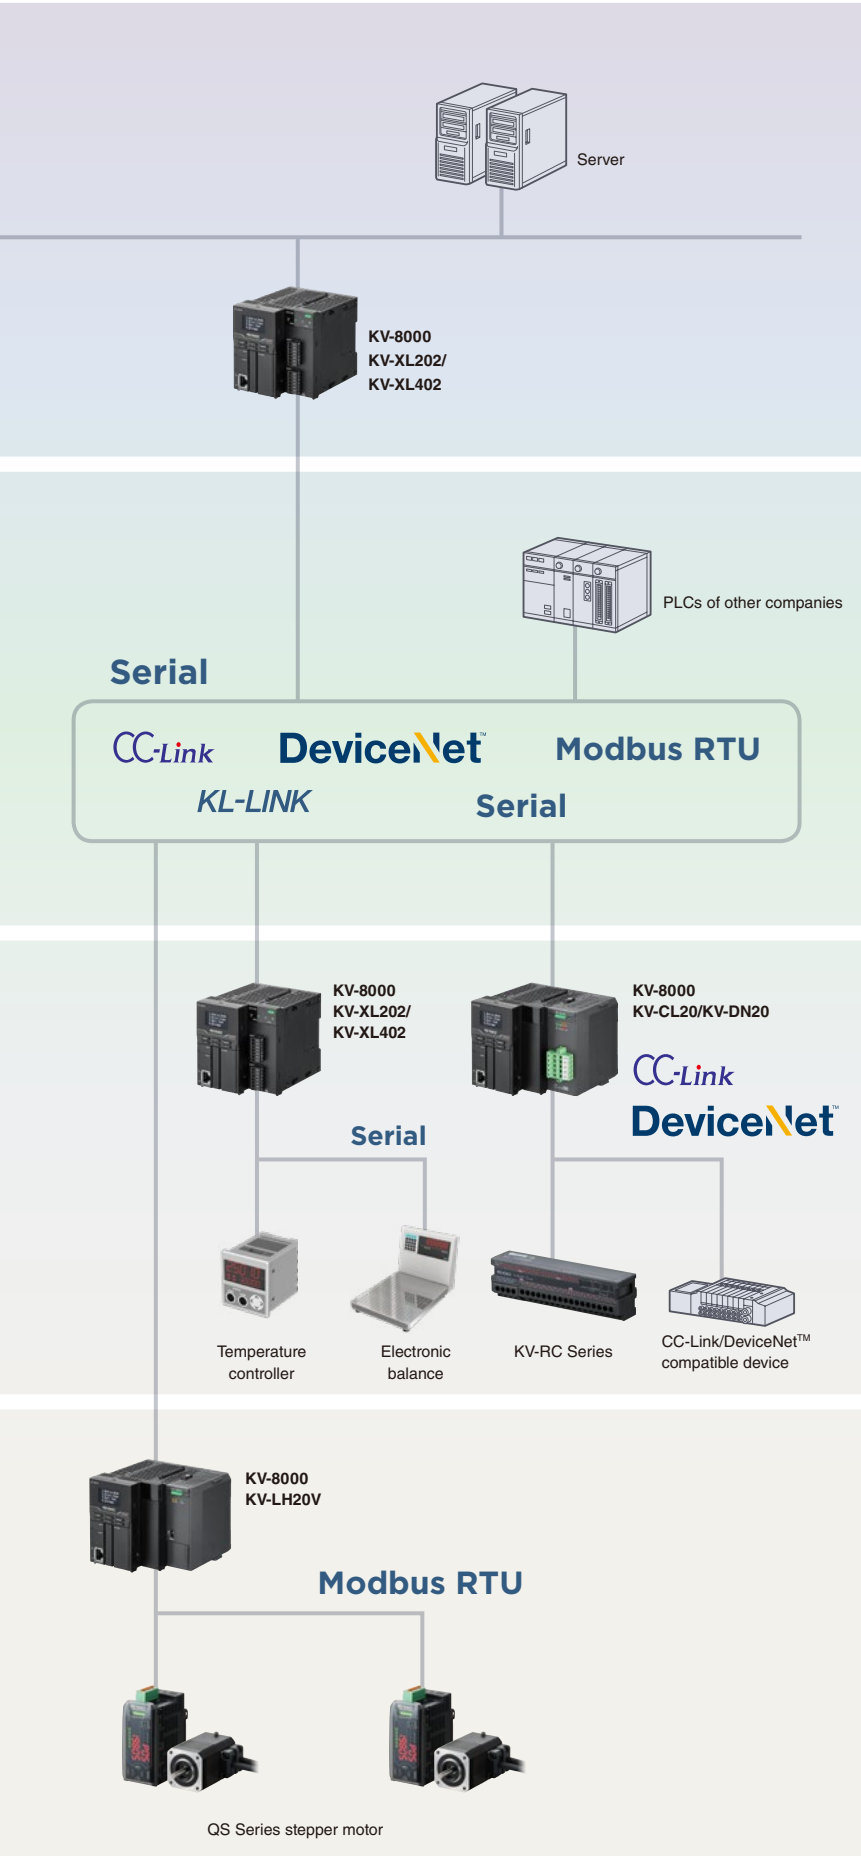 Server
KV-8000
KV-XL202/
KV-XL402
PLCs of other companies
Serial
CC-Link
DeviceNet™
Modbus RTU
KL-LINK
Serial
KV-8000
KV-XL202/
KV-XL402
KV-8000
KV-CL20/KV-DN20
CC-Link
DeviceNet™
Serial
Temperature
controller
Electronic
balance
KV-RC Series
CC-Link/DeviceNet™
compatible device
KV-8000
KV-LH20V
Modbus RTU
QS Series stepper motor